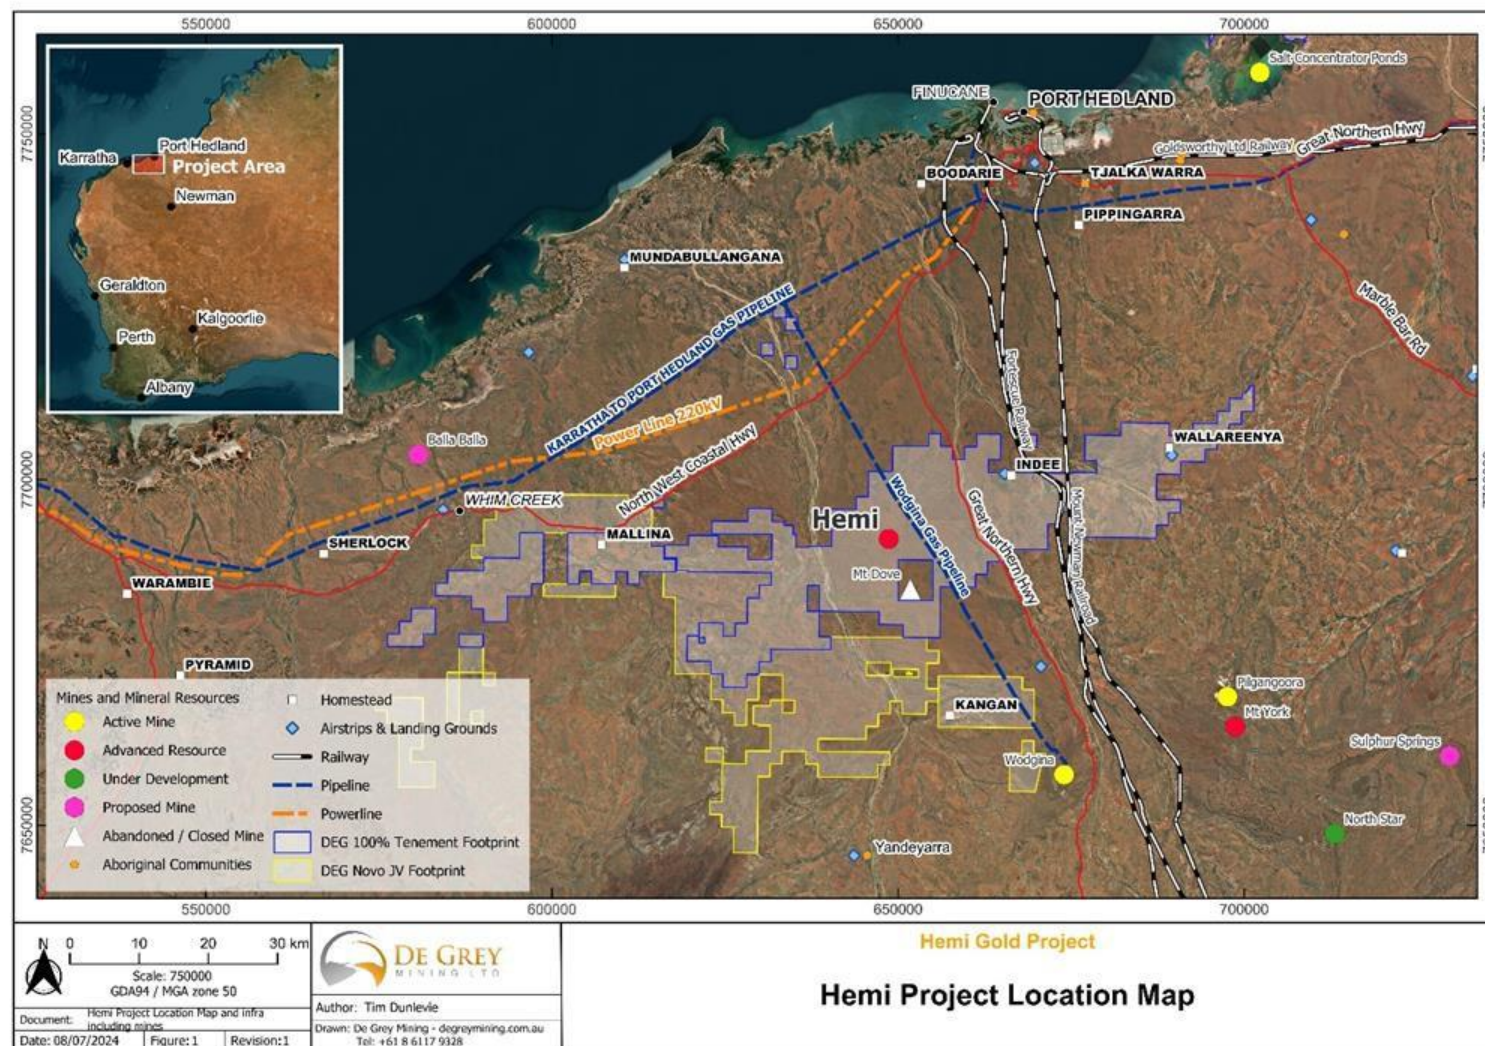 550000
600000
650000
700000
7750000
7700000
7650000
Port Hedland
Karratha
Project Area
Newman
Geraldton
Kalgoorlie
Perth
Albany
Salt Concentrator Ponds
FINUCANE
PORT HEDLAND
Great Northern Hwy
Goldsworthy Ltd Railway
BOODARIE
TJALKA WARRA
PIPPINGARRA
MUNDABULLANGANA
Marble Bar Rd
KARRATHA TO PORT HEDLAND GAS PIPELINE
Power Line 220kV
Fortescue Railway
Balla Balla
North West Coastal Hwy
WALLAREENYA
INDEE
WHIM CREEK
Wodgina Gas Pipeline
Great Northern Hwy
Mount Newman Railroad
Hemi
MALLINA
SHERLOCK
Mt Dove
WARAMBIE
PYRAMID
KANGAN
Pilgangoora
Mt York
Sulphur Springs
Wodgina
North Star
Yandeyarra
Mines and Mineral Resources
Active Mine
Advanced Resource
Under Development
Proposed Mine
Abandoned / Closed Mine
Aboriginal Communities
Homestead
Airstrips & Landing Grounds
Railway
Pipeline
Powerline
DEG 100% Tenement Footprint
DEG Novo JV Footprint
550000
600000
650000
700000
N
0 10 20 30 km
Scale: 750000
GDA94 / MGA zone 50
Document: Hemi Project Location Map and infra
including mines
Date: 08/07/2024 Figure: 1 Revision: 1
DE GREY
MINING LTD
Author: Tim Dunlevie
Drawn: De Grey Mining - degreymining.com.au
Tel: +61 8 6117 9328
Hemi Gold Project
Hemi Project Location Map